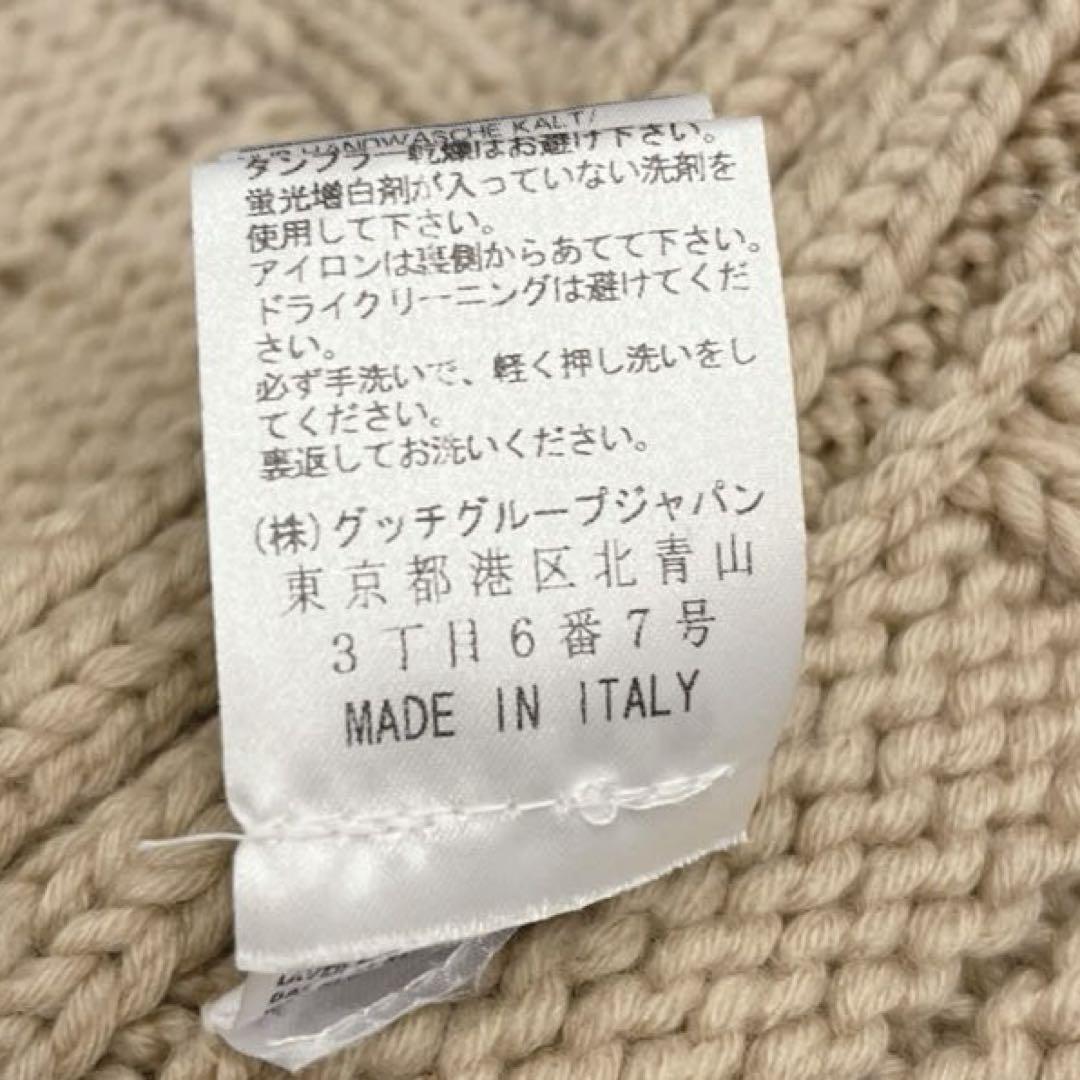 HANDWASCHE KALT/
タンブラー乾燥はお避け下さい。
蛍光増白剤が入っていない洗剤を
使用して下さい。
アイロンは裏側からあてて下さい。
ドライクリーニングは避けてくだ
さい。
必ず手洗いで、軽く押し洗いをし
てください。
裏返してお洗いください。
(株)グッチグループジャパン
東京都港区北青山
3丁目6番7号
MADE IN ITALY